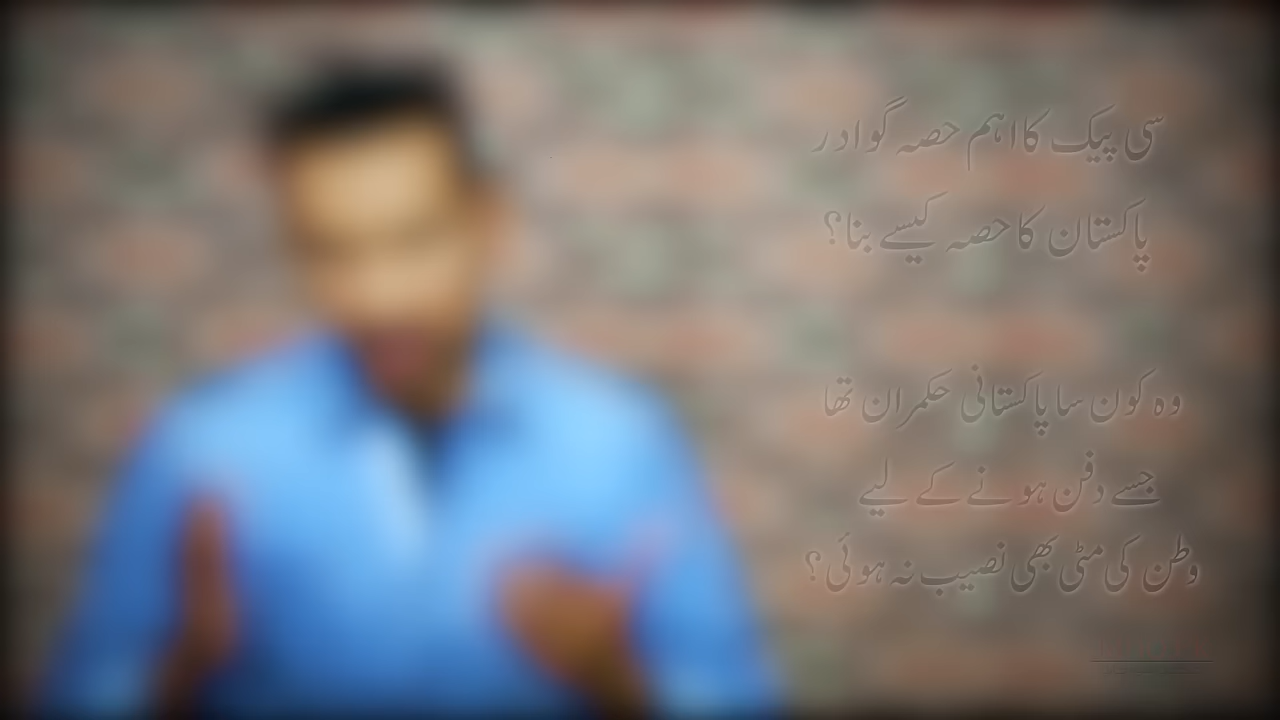 سی پیک کا اہم حصہ گوادر
پاکستان کا حصہ کیسے بنا؟
وہ کون سا پاکستانی حکمران تھا
جسے دفن ہونے کے لیے
وطن کی مٹی بھی نصیب نہ ہوئی؟